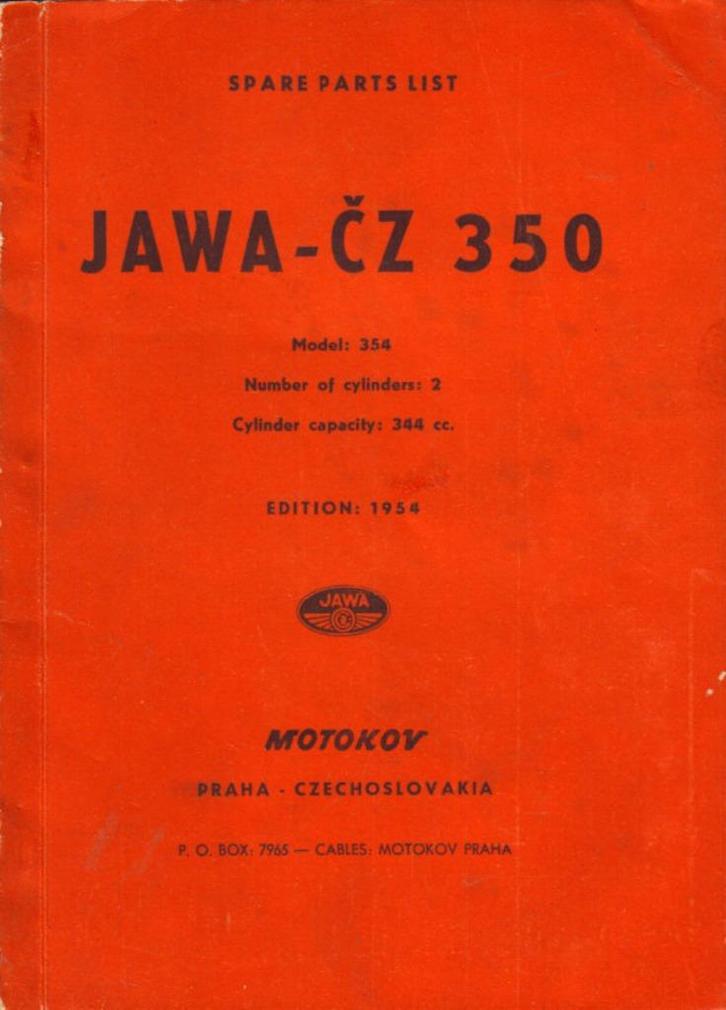 SPARE PARTS LIST
JAWA-ČZ 350
Model: 354
Number of cylinders: 2
Cylinder capacity: 344 cc.
EDITION: 1954
JAWA
MOTOKOV
PRAHA - CZECHOSLOVAKIA
P. O. BOX: 7965 — CABLES: MOTOKOV PRAHA